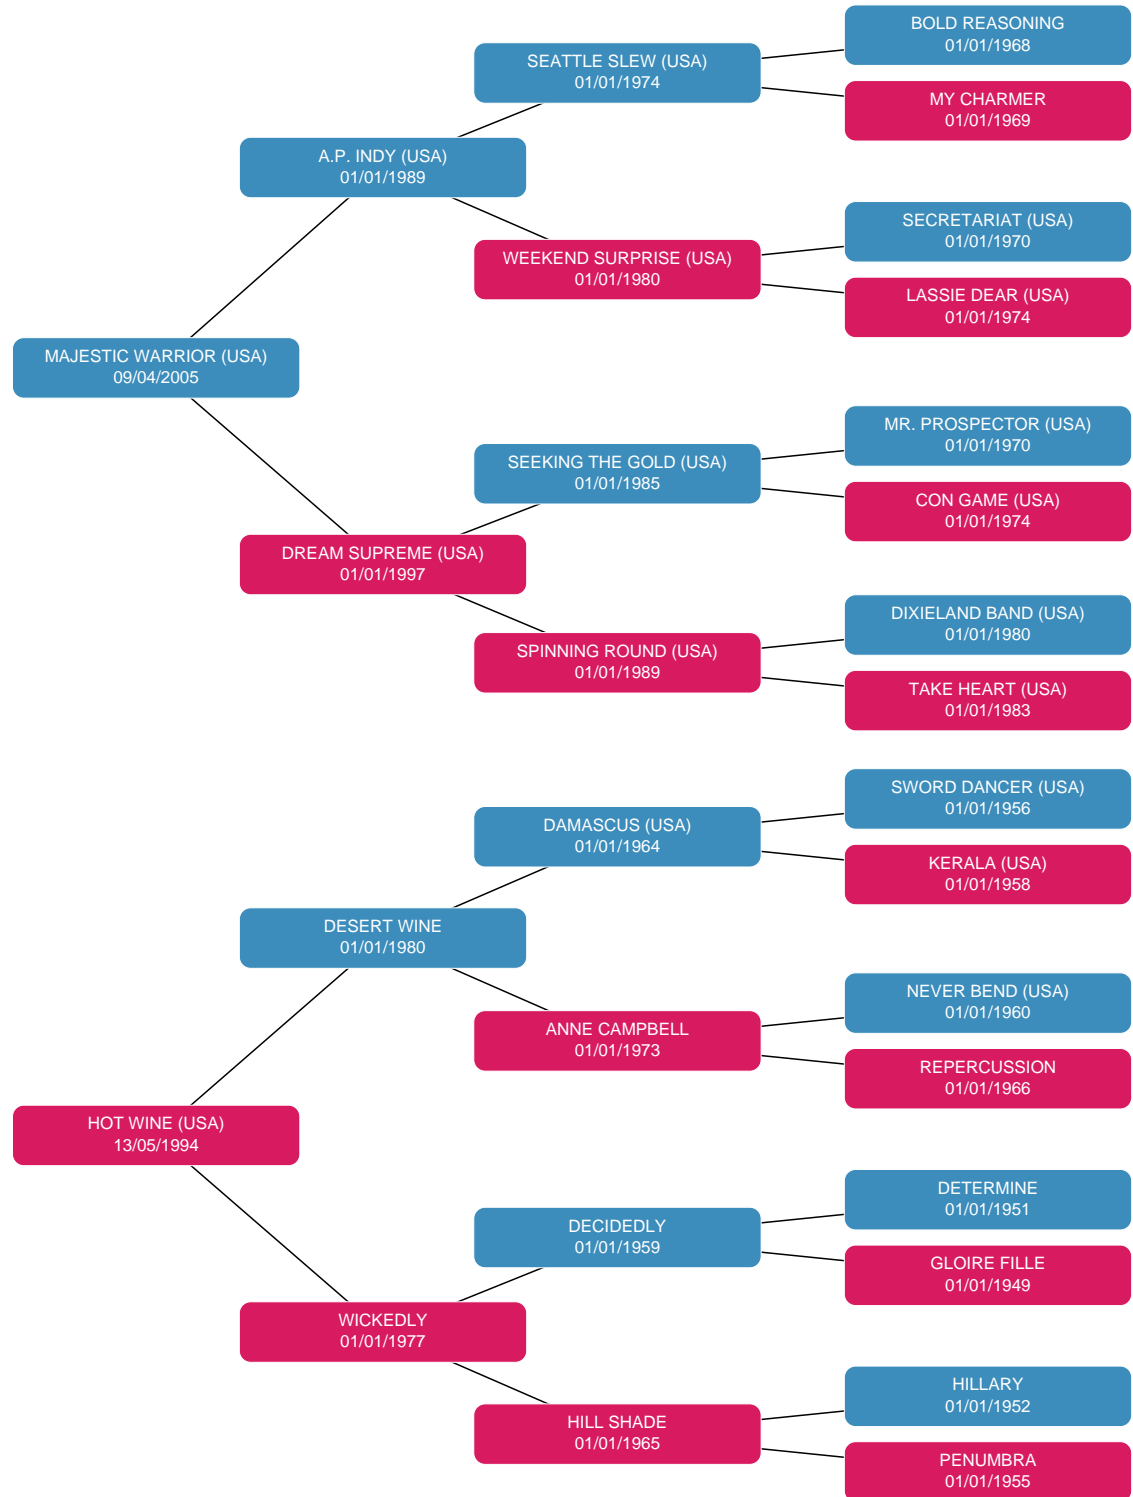 BOLD REASONING
01/01/1968
SEATTLE SLEW (USA)
01/01/1974
MY CHARMER
01/01/1969
A.P. INDY (USA)
01/01/1989
SECRETARIAT (USA)
01/01/1970
WEEKEND SURPRISE (USA)
01/01/1980
LASSIE DEAR (USA)
01/01/1974
MAJESTIC WARRIOR (USA)
09/04/2005
MR. PROSPECTOR (USA)
01/01/1970
SEEKING THE GOLD (USA)
01/01/1985
CON GAME (USA)
01/01/1974
DREAM SUPREME (USA)
01/01/1997
DIXIELAND BAND (USA)
01/01/1980
SPINNING ROUND (USA)
01/01/1989
TAKE HEART (USA)
01/01/1983
SWORD DANCER (USA)
01/01/1956
DAMASCUS (USA)
01/01/1964
KERALA (USA)
01/01/1958
DESERT WINE
01/01/1980
NEVER BEND (USA)
01/01/1960
ANNE CAMPBELL
01/01/1973
REPERCUSSION
01/01/1966
HOT WINE (USA)
13/05/1994
DETERMINE
01/01/1951
DECIDEDLY
01/01/1959
GLOIRE FILLE
01/01/1949
WICKEDLY
01/01/1977
HILLARY
01/01/1952
HILL SHADE
01/01/1965
PENUMBRA
01/01/1955